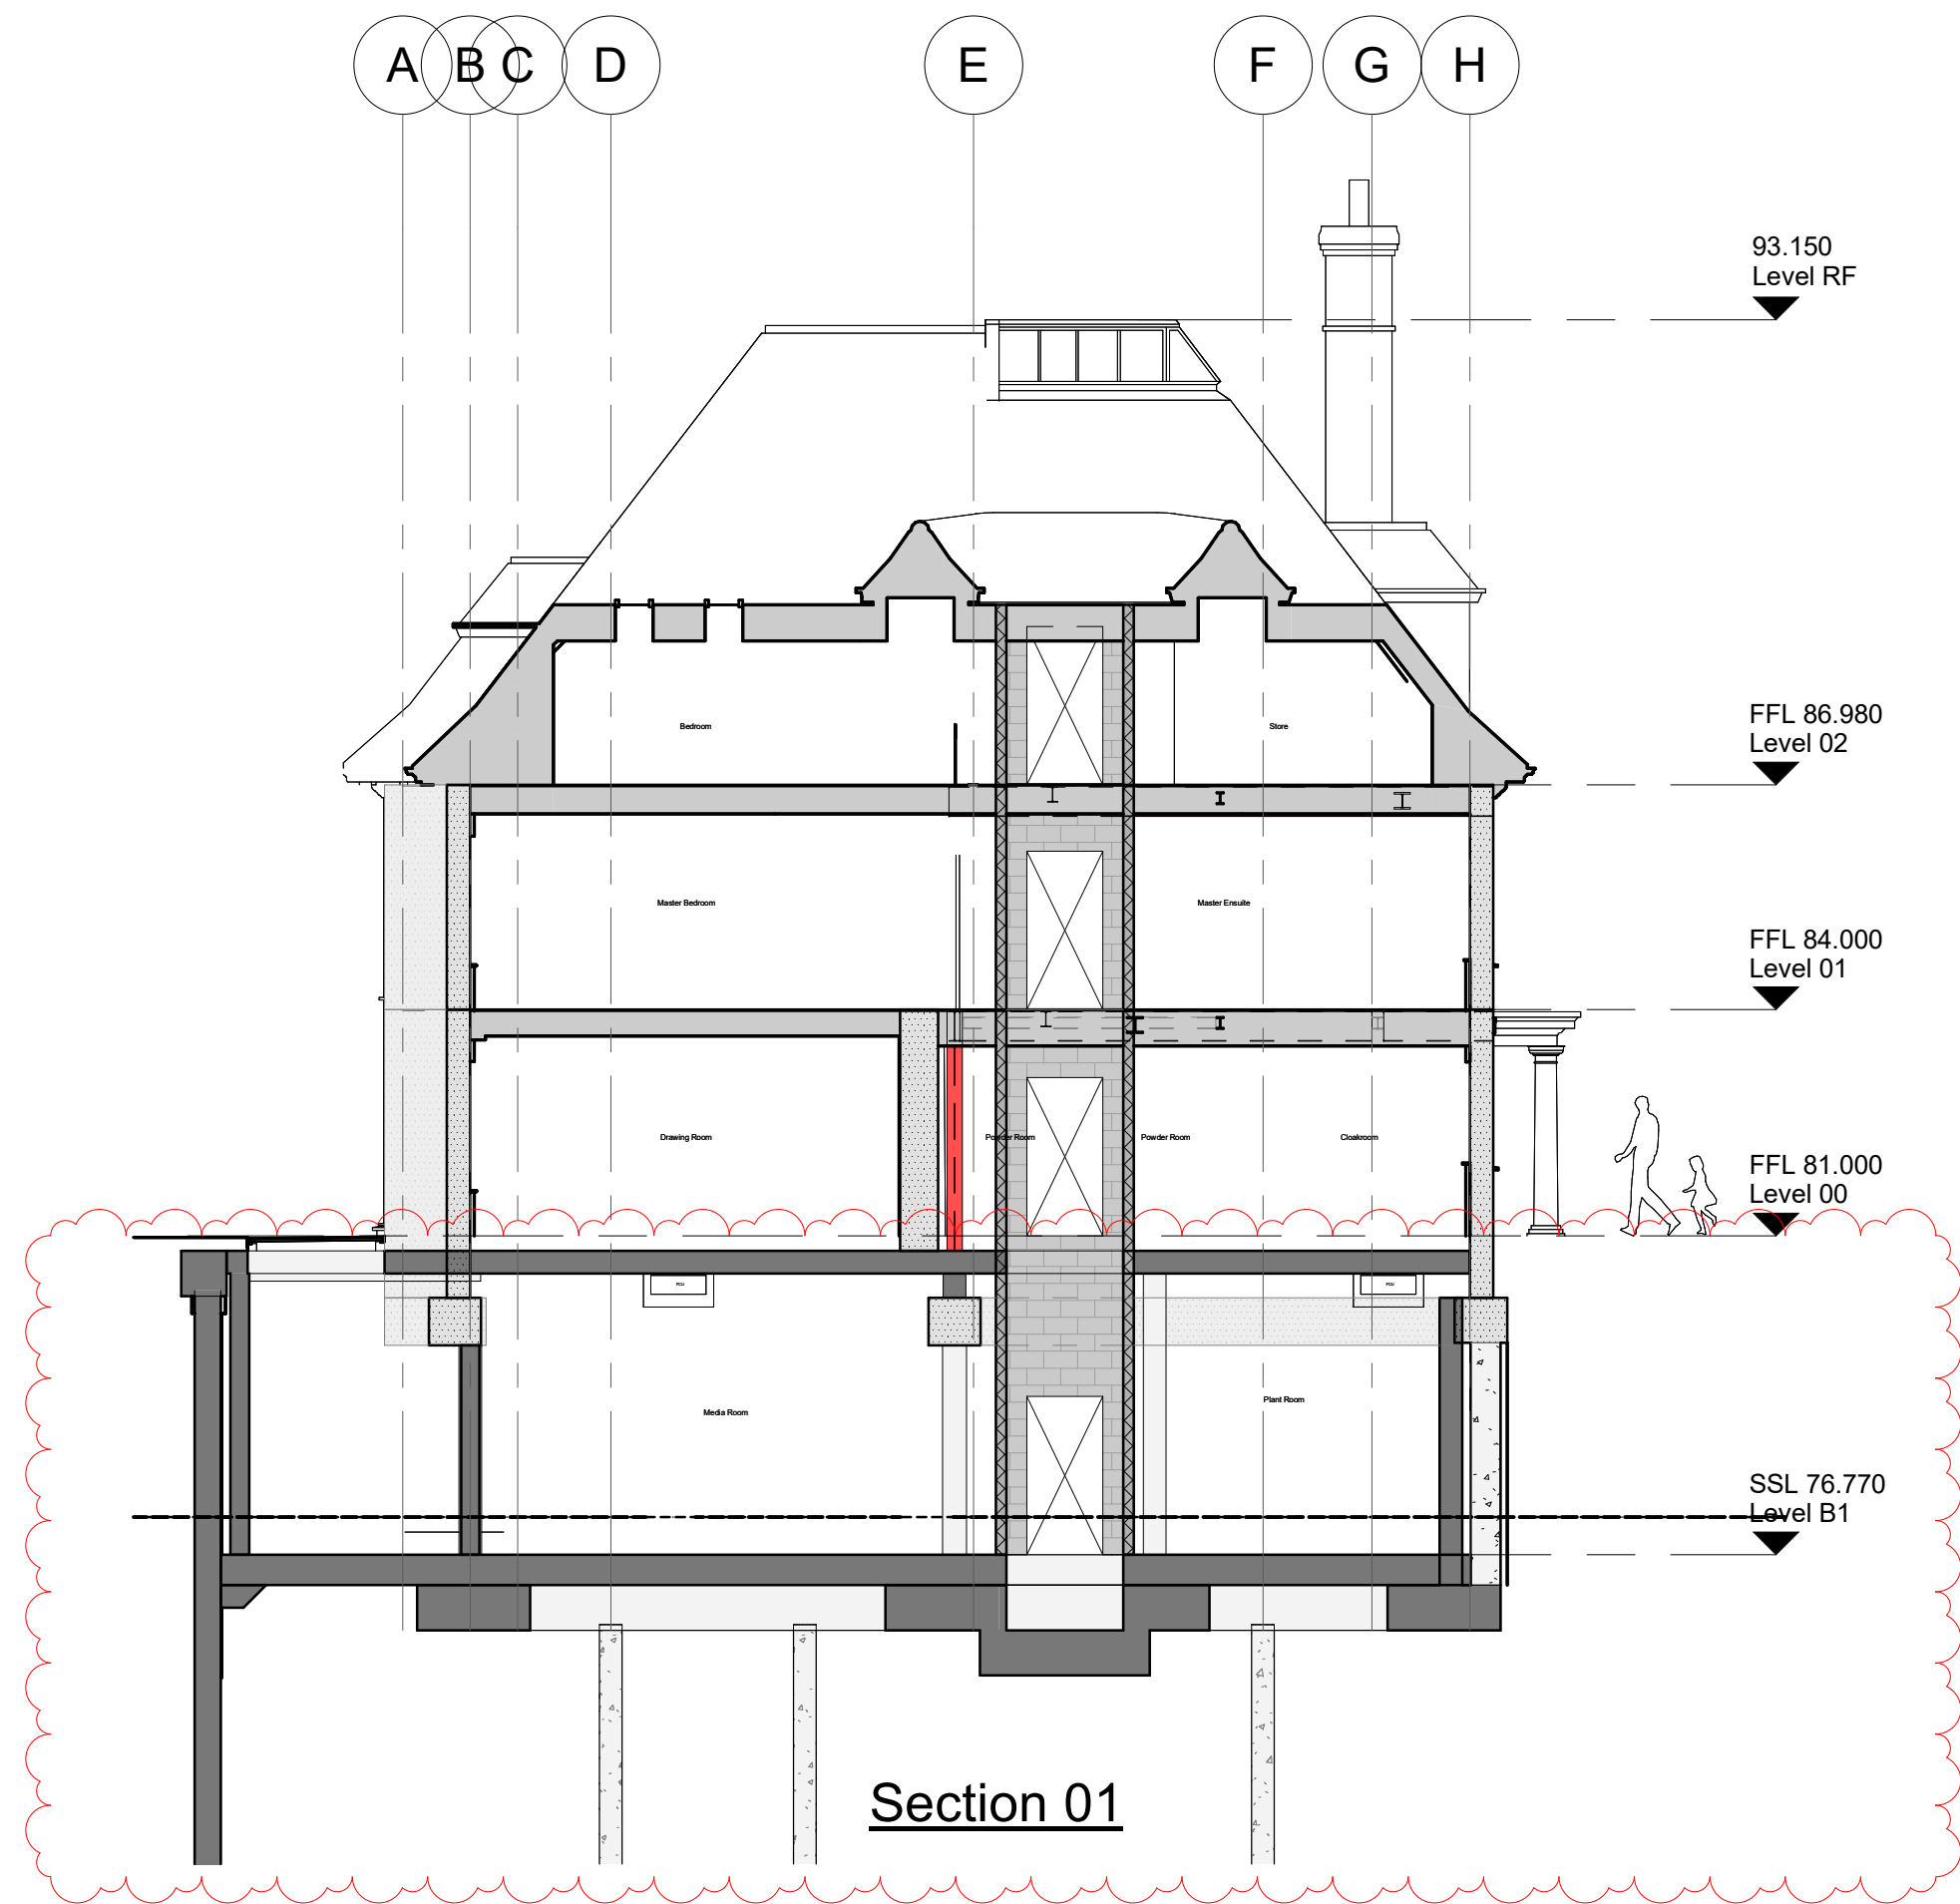 A B C D E F G H
93.150
Level RF
FFL 86.980
Level 02
Bedroom
Store
Master Bedroom
Master Ensuite
FFL 84.000
Level 01
Drawing Room
Powder Room
Powder Room
Cloakroom
FFL 81.000
Level 00
FCU
FCU
Media Room
Plant Room
SSL 76.770
Level B1
Section 01